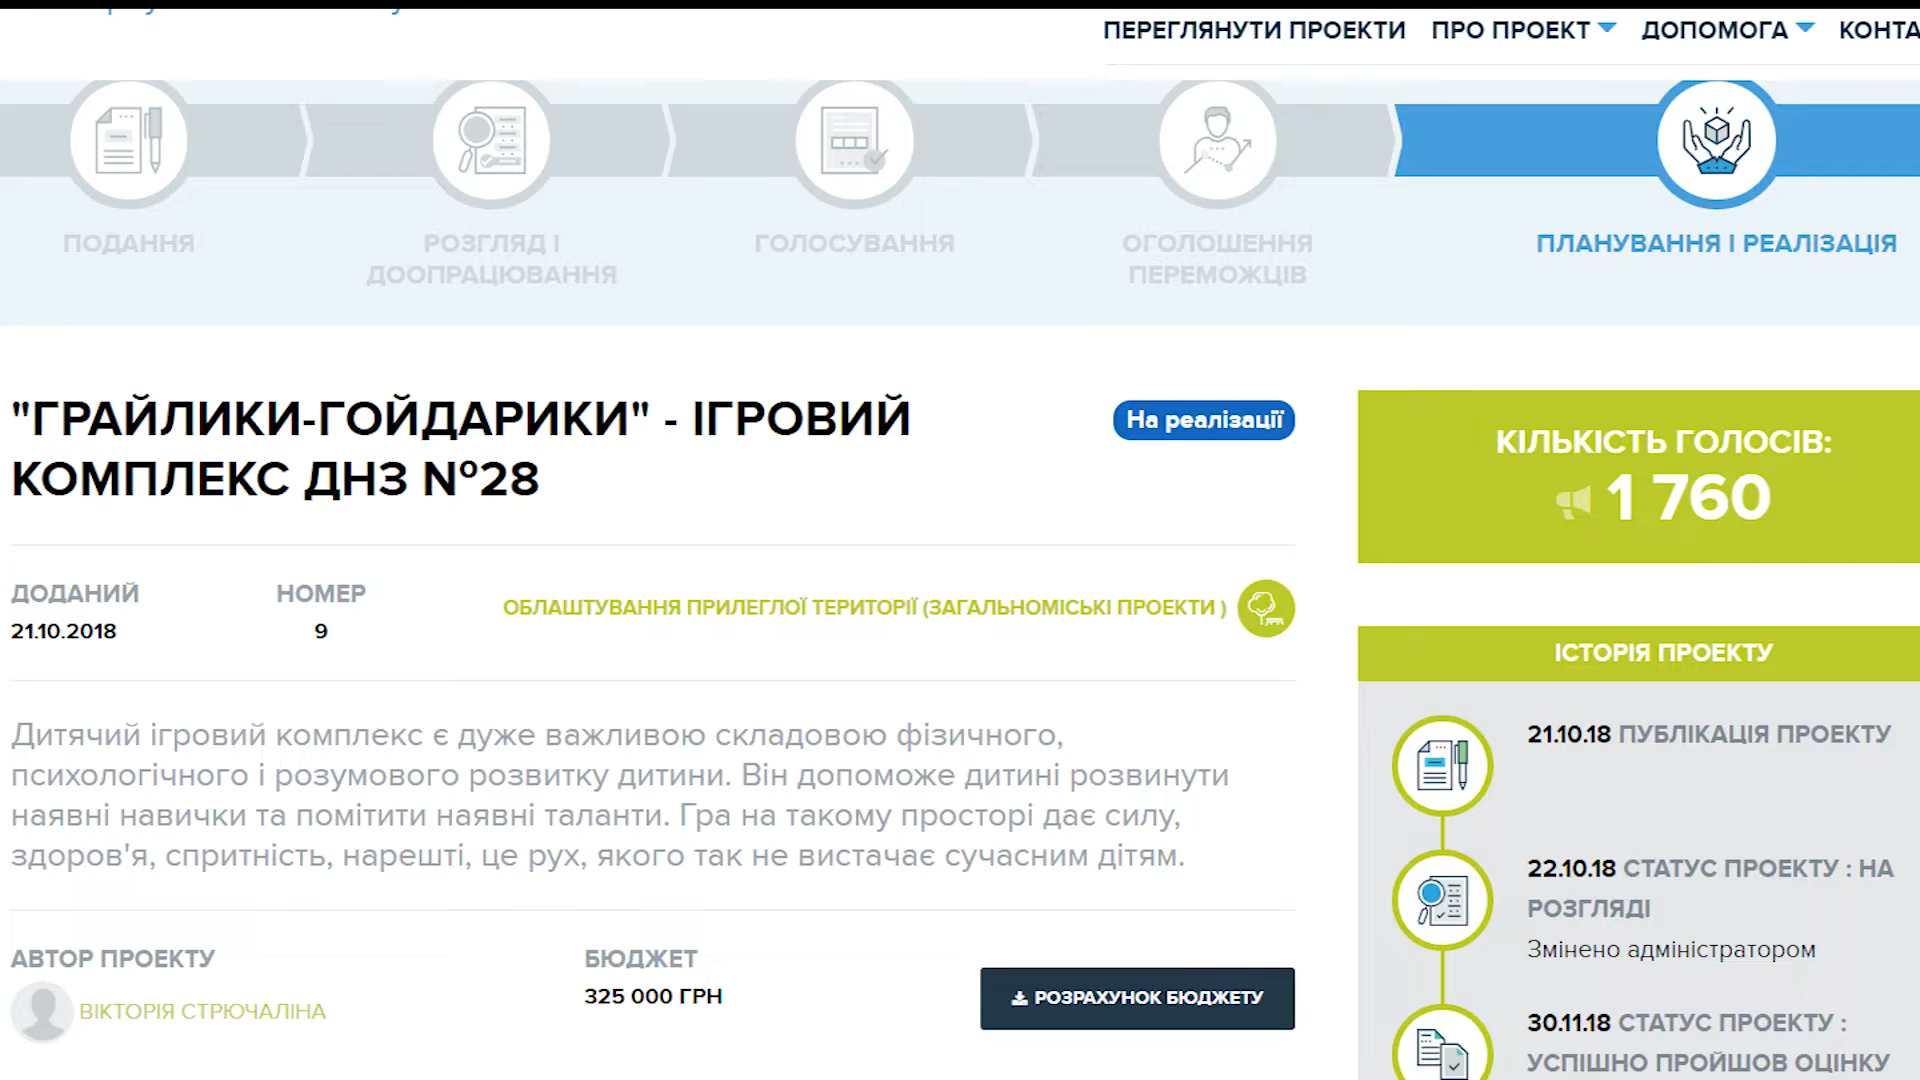 ПЕРЕГЛЯНУТИ ПРОЕКТИ ПРО ПРОЕКТ ДОПОМОГА КОНТА
ПОДАННЯ
РОЗГЛЯД І
ДООПРАЦЮВАННЯ
ГОЛОСУВАННЯ
ОГОЛОШЕННЯ
ПЕРЕМОЖЦІВ
ПЛАНУВАННЯ І РЕАЛІЗАЦІЯ
"ГРАЙЛИКИ-ГОЙДАРИКИ" - ІГРОВИЙ
КОМПЛЕКС ДНЗ №28
На реалізації
КІЛЬКІСТЬ ГОЛОСІВ:
1 760
ДОДАНИЙ
21.10.2018
НОМЕР
9
ОБЛАШТУВАННЯ ПРИЛЕГЛОЇ ТЕРИТОРІЇ (ЗАГАЛЬНОМІСЬКІ ПРОЕКТИ )
Дитячий ігровий комплекс є дуже важливою складовою фізичного,
психологічного і розумового розвитку дитини. Він допоможе дитині розвинути
наявні навички та помітити наявні таланти. Гра на такому просторі дає силу,
здоров'я, спритність, нарешті, це рух, якого так не вистачає сучасним дітям.
АВТОР ПРОЕКТУ
ВІКТОРІЯ СТРЮЧАЛІНА
БЮДЖЕТ
325 000 ГРН
РОЗРАХУНОК БЮДЖЕТУ
ІСТОРІЯ ПРОЕКТУ
21.10.18 ПУБЛІКАЦІЯ ПРОЕКТУ
22.10.18 СТАТУС ПРОЕКТУ : НА
РОЗГЛЯДІ
Змінено адміністратором
30.11.18 СТАТУС ПРОЕКТУ :
УСПІШНО ПРОЙШОВ ОЦІНКУ